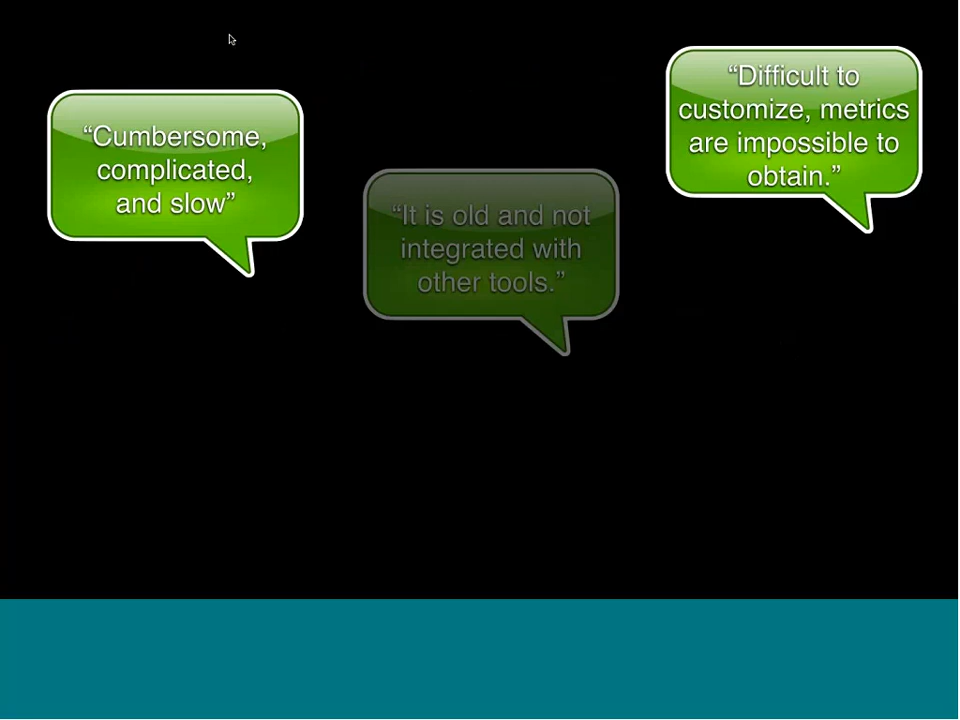 “Cumbersome,
complicated,
and slow”
“It is old and not
integrated with
other tools.”
“Difficult to
customize, metrics
are impossible to
obtain.”